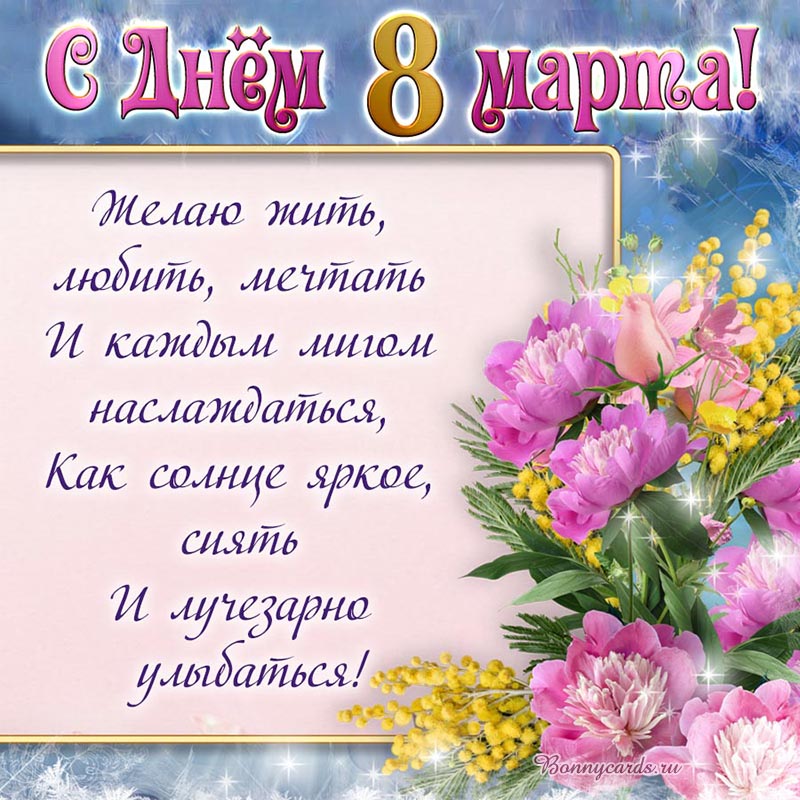 С Днём 8 марта!
Желаю жить,
любить, мечтать
И каждым мигом
наслаждаться,
Как солнце яркое,
сиять
И лучезарно
улыбаться!
Bonnycards.ru